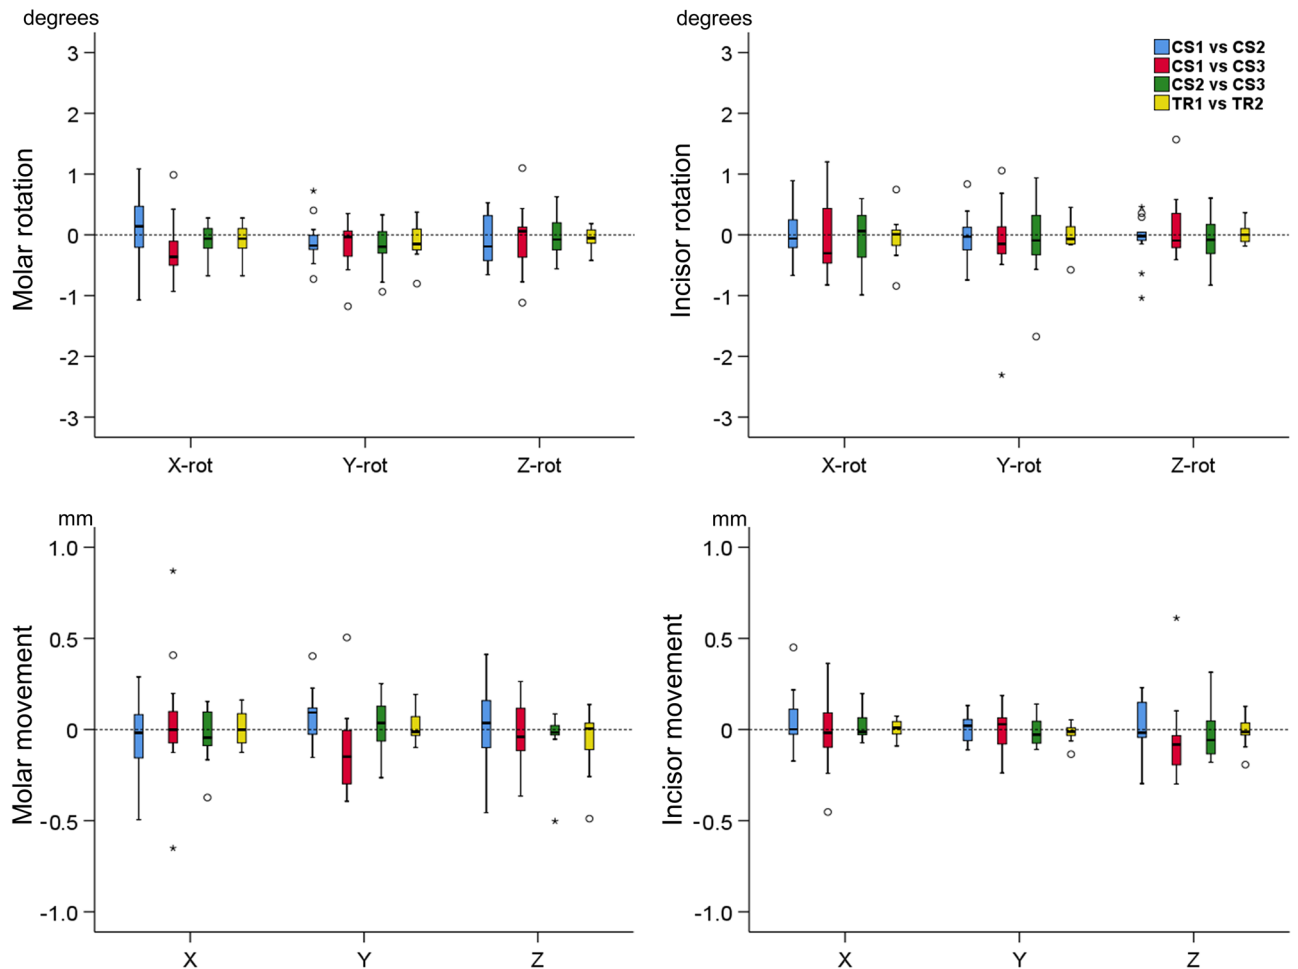 degrees
3
2
1
0
-1
-2
-3
Molar rotation
X-rot Y-rot Z-rot
degrees
3
2
1
0
-1
-2
-3
Incisor rotation
CS1 vs CS2
CS1 vs CS3
CS2 vs CS3
TR1 vs TR2
X-rot Y-rot Z-rot
mm
1.0
0.5
0
-0.5
-1.0
Molar movement
X Y Z
mm
1.0
0.5
0
-0.5
-1.0
Incisor movement
X Y Z